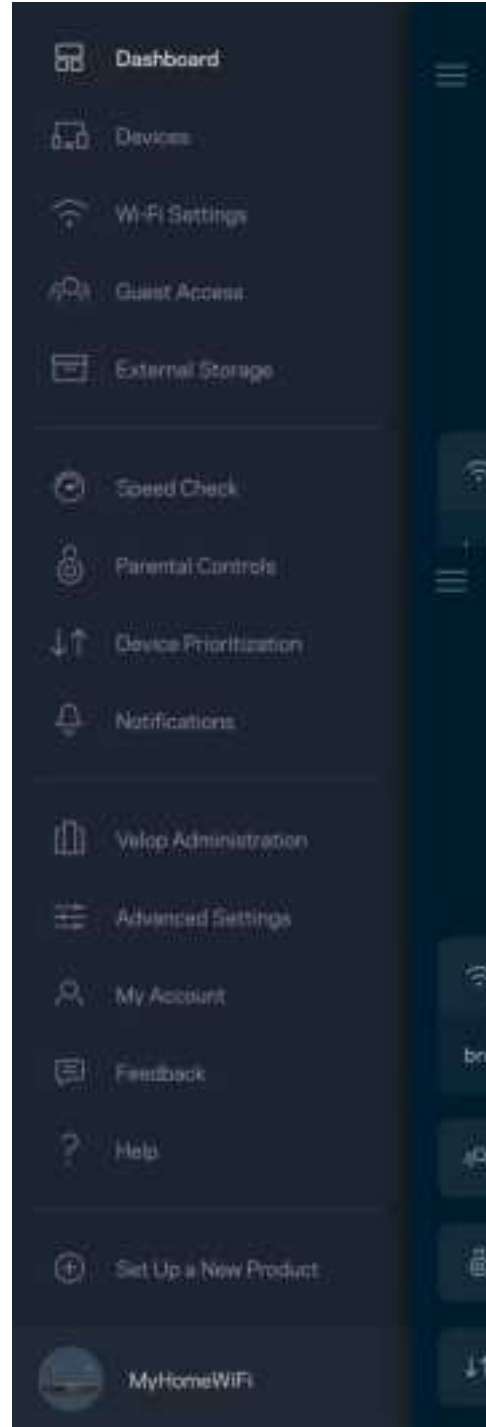 Dashboard
Devices
Wi-Fi Settings
Guest Access
External Storage
Speed Check
Parental Controls
Device Prioritization
Notifications
Velop Administration
Advanced Settings
My Account
Feedback
Help
Set Up a New Product
MyHomeWiFi